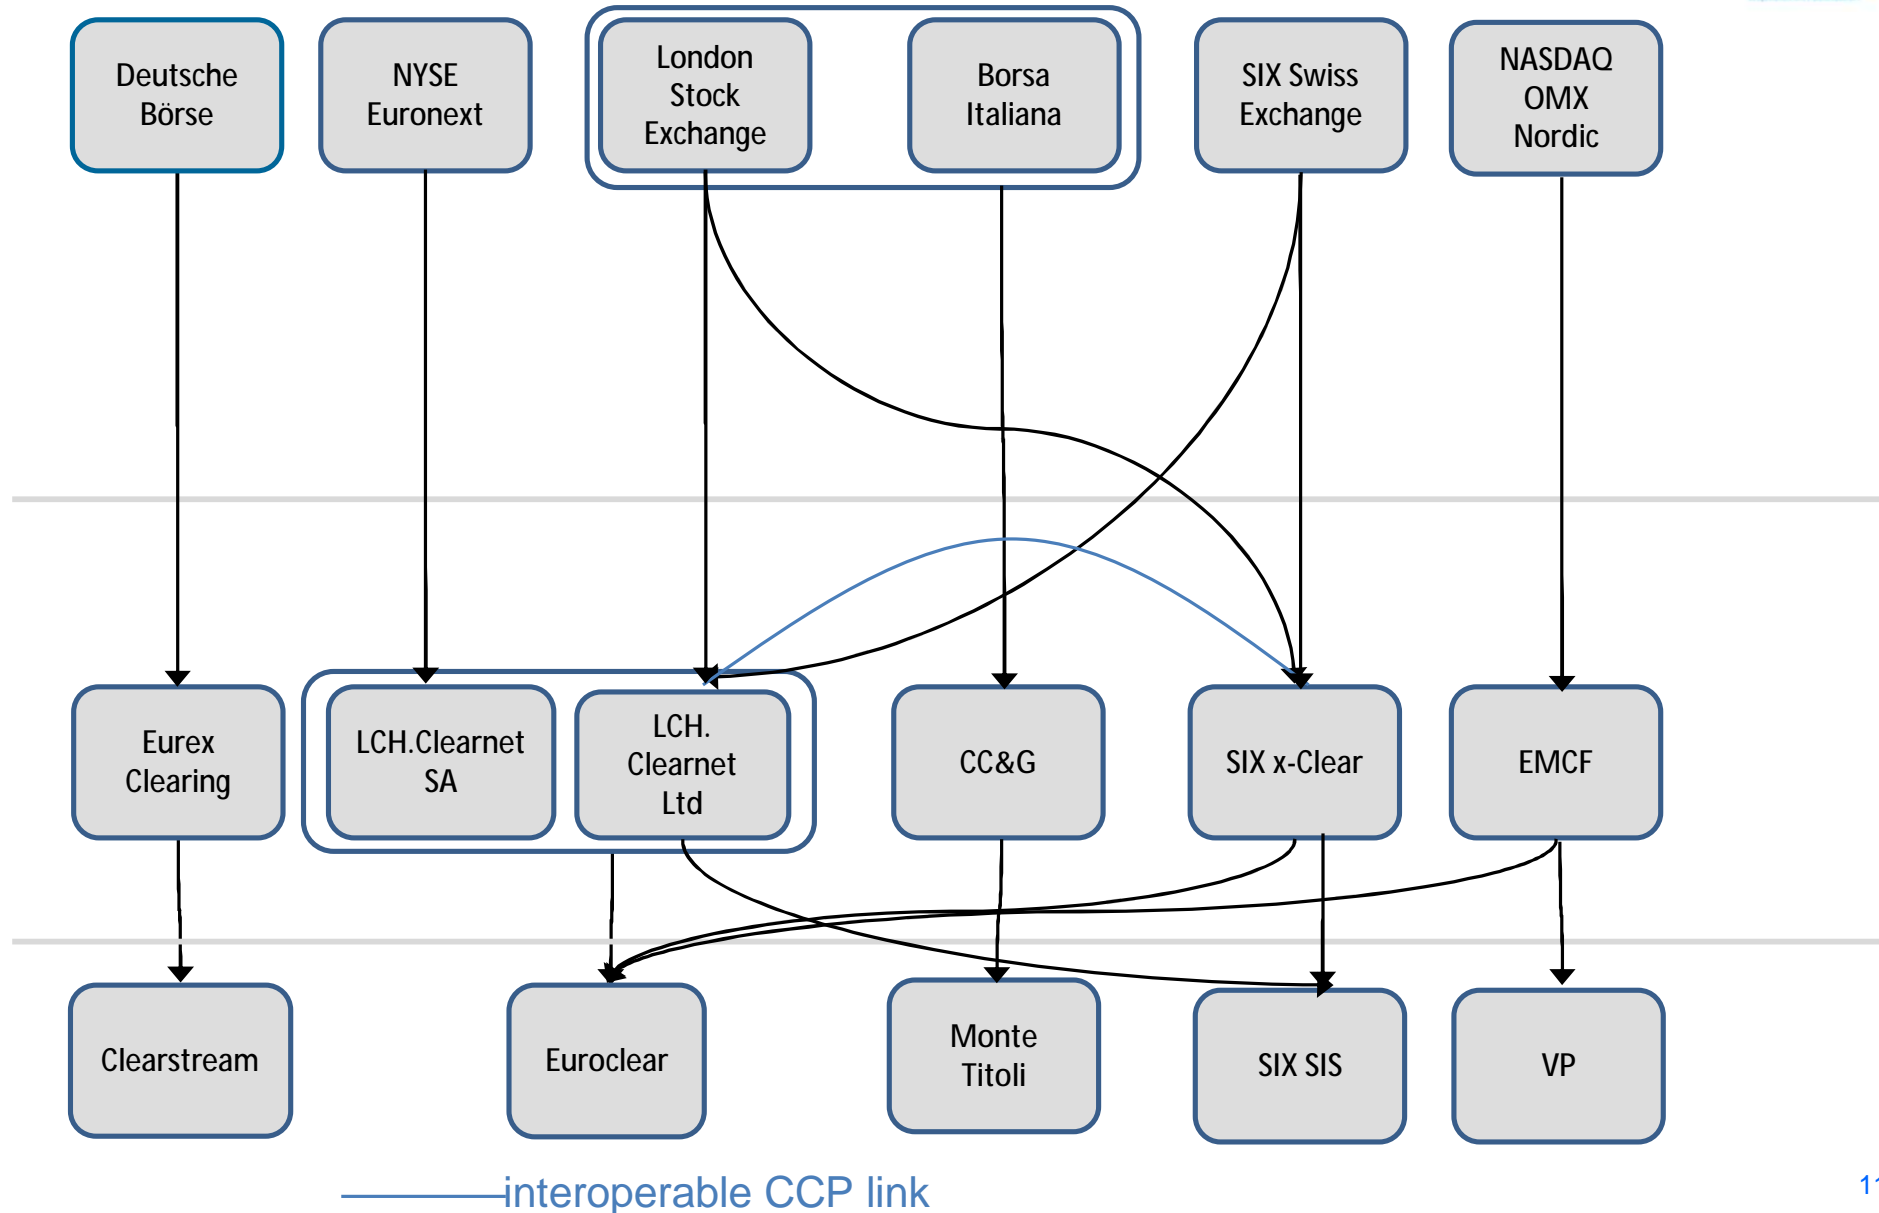 Deutsche
Börse
NYSE
Euronext
London
Stock
Exchange
Borsa
Italiana
SIX Swiss
Exchange
NASDAQ
OMX
Nordic
Eurex
Clearing
LCH.Clearnet
SA
LCH.
Clearnet
Ltd
CC&G
SIX x-Clear
EMCF
Clearstream
Euroclear
Monte
Titoli
SIX SIS
VP
interoperable CCP link
11